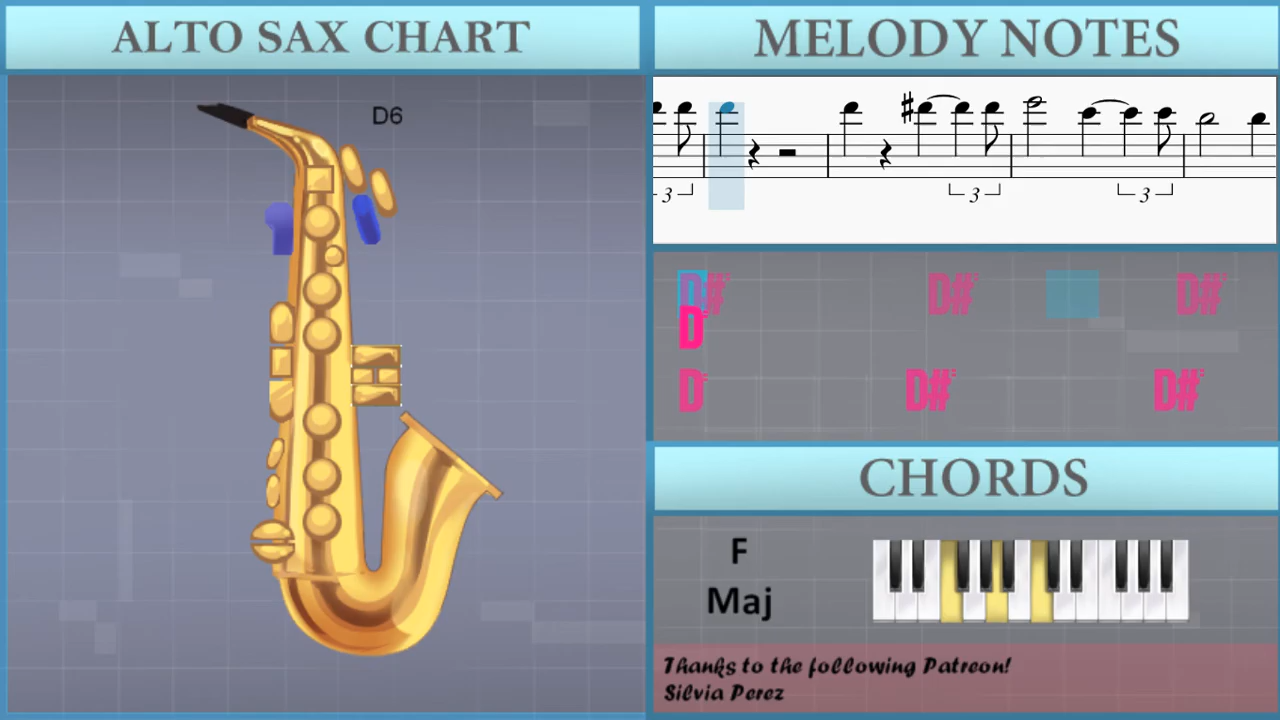 ALTO SAX CHART
D6
MELODY NOTES
3 3 3
D# D# D#
D
D D# D#
CHORDS
F
Maj
Thanks to the following Patreon!
Silvia Perez